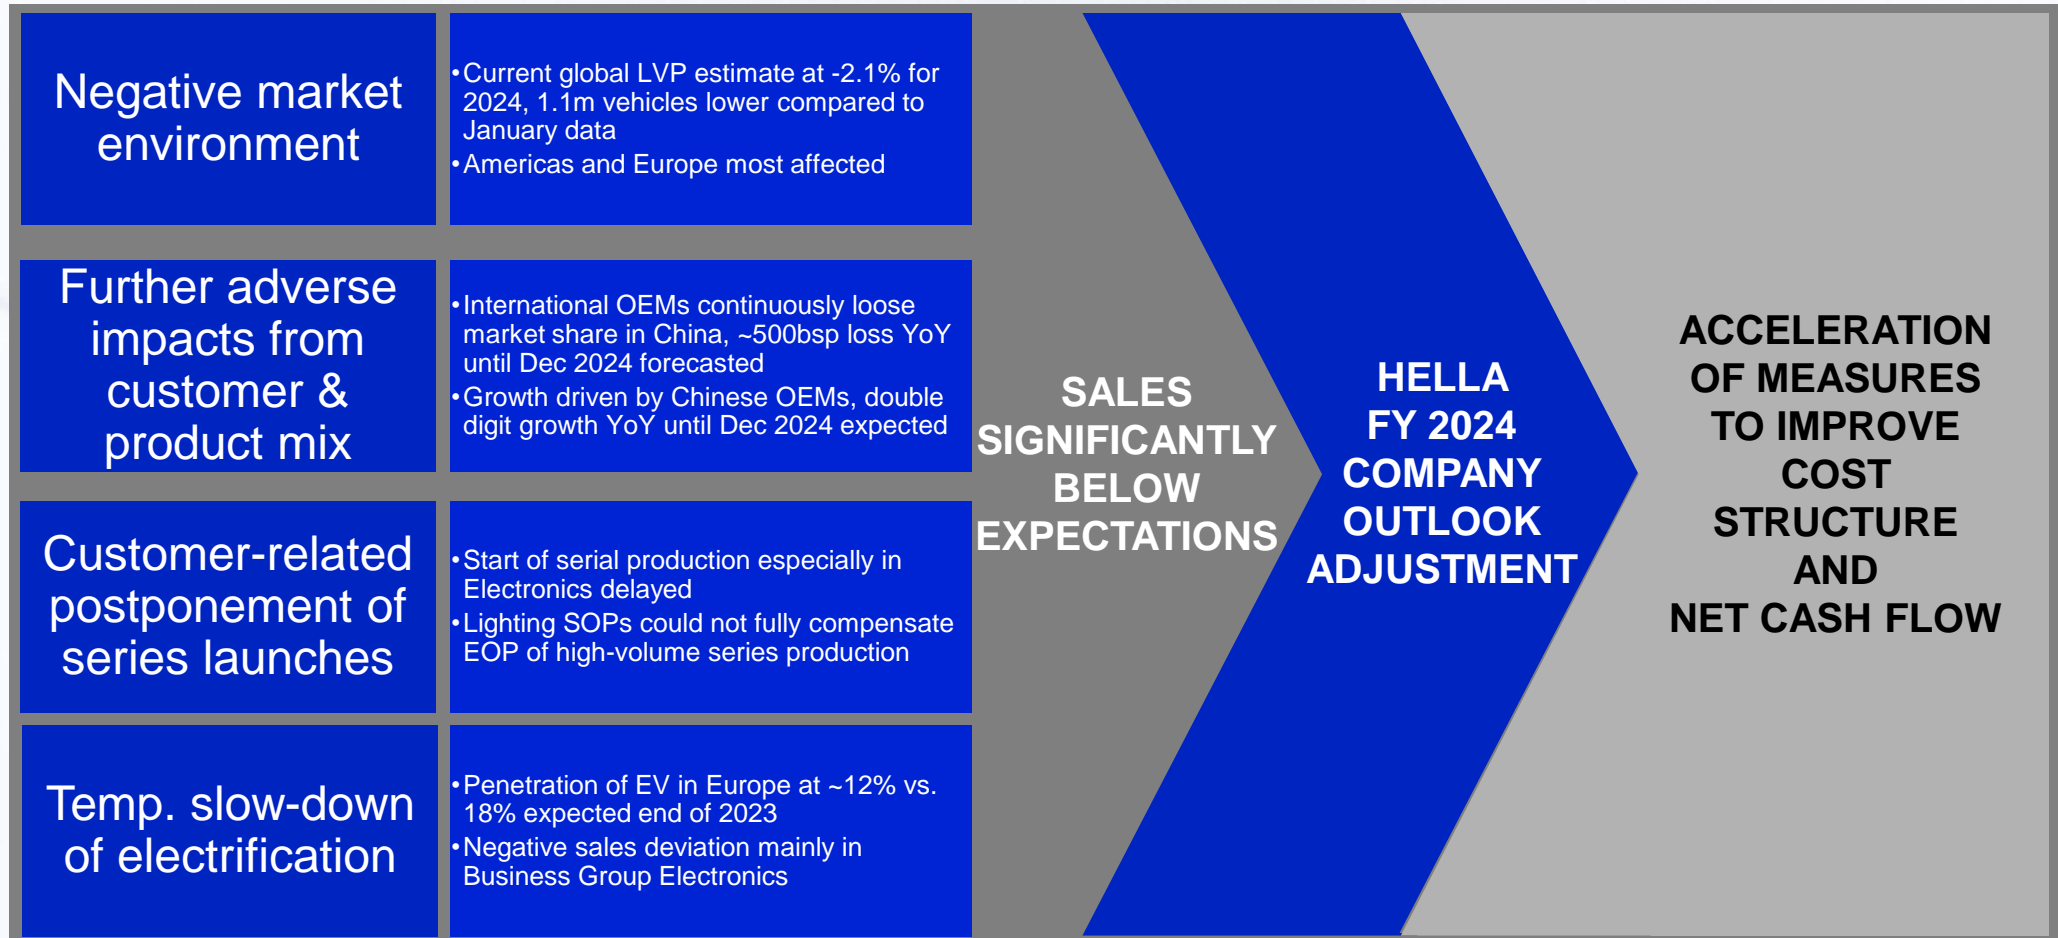 Negative market
environment
•Current global LVP estimate at -2.1% for
2024, 1.1m vehicles lower compared to
January data
•Americas and Europe most affected
Further adverse
impacts from
customer &
product mix
•International OEMs continuously loose
market share in China, ~500bsp loss YoY
until Dec 2024 forecasted
•Growth driven by Chinese OEMs, double
digit growth YoY until Dec 2024 expected
Customer-related
postponement of
series launches
•Start of serial production especially in
Electronics delayed
•Lighting SOPs could not fully compensate
EOP of high-volume series production
Temp. slow-down
of electrification
•Penetration of EV in Europe at ~12% vs.
18% expected end of 2023
•Negative sales deviation mainly in
Business Group Electronics
SALES
SIGNIFICANTLY
BELOW
EXPECTATIONS
HELLA
FY 2024
COMPANY
OUTLOOK
ADJUSTMENT
ACCELERATION
OF MEASURES
TO IMPROVE
COST
STRUCTURE
AND
NET CASH FLOW